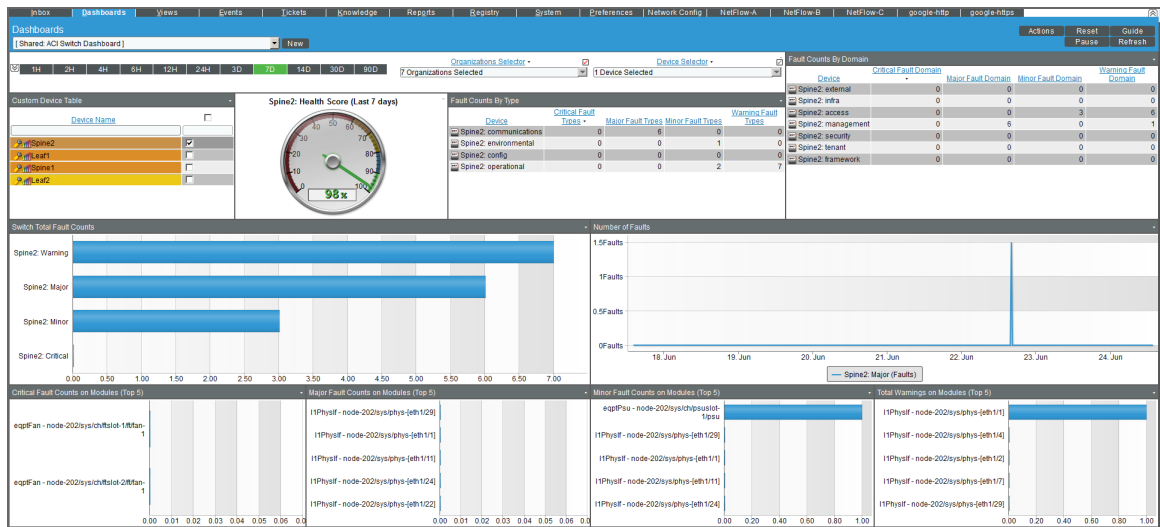 Inbox Dashboards Views Events Tickets Knowledge Reports Registry System Preferences Network Config NetFlow-A NetFlow-B NetFlow-C google-http google-https
Dashboards
Actions Reset Guide
[ Shared: ACI Switch Dashboard ] New
Pause Refresh
1H 2H 4H 6H 12H 24H 3D 7D 14D 30D 90D
Organizations Selector
7 Organizations Selected
Device Selector
1 Device Selected
Custom Device Table
Device Name
Spine2
Leaf1
Spine1
Leaf2
Spine2: Health Score (Last 7 days)
0 10 20 30 40 50 60 70 80 90 100
98%
Fault Counts By Type
Device Critical Fault Types Major Fault Types Minor Fault Types Warning Fault Types
Spine2: communications 0 6 0 0
Spine2: environmental 0 0 1 0
Spine2: config 0 0 0 0
Spine2: operational 0 0 2 7
Fault Counts By Domain
Device Critical Fault Domain Major Fault Domain Minor Fault Domain Warning Fault Domain
Spine2: external 0 0 0 0
Spine2: infra 0 0 0 0
Spine2: access 0 0 3 6
Spine2: management 0 6 0 1
Spine2: security 0 0 0 0
Spine2: tenant 0 0 0 0
Spine2: framework 0 0 0 0
Switch Total Fault Counts
Spine2: Warning
Spine2: Major
Spine2: Minor
Spine2: Critical
0.00 0.50 1.00 1.50 2.00 2.50 3.00 3.50 4.00 4.50 5.00 5.50 6.00 6.50 7.00
Number of Faults
1.5Faults
1Faults
0.5Faults
0Faults
18. Jun 19. Jun 20. Jun 21. Jun 22. Jun 23. Jun 24. Jun
Spine2: Major (Faults)
Critical Fault Counts on Modules (Top 5)
eqptFan - node-202/sys/ch/ftslot-1/ft/fan-
1
eqptFan - node-202/sys/ch/ftslot-2/ft/fan-
1
0.00 0.01 0.02 0.03 0.04 0.05 0.06 0.0
Major Fault Counts on Modules (Top 5)
l1PhysIf - node-202/sys/phys-[eth1/29]
l1PhysIf - node-202/sys/phys-[eth1/1]
l1PhysIf - node-202/sys/phys-[eth1/11]
l1PhysIf - node-202/sys/phys-[eth1/24]
l1PhysIf - node-202/sys/phys-[eth1/22]
0.00 0.01 0.02 0.03 0.04 0.05 0.06 0.0
Minor Fault Counts on Modules (Top 5)
eqptPsu - node-202/sys/ch/psuslot-
1/psu
l1PhysIf - node-202/sys/phys-[eth1/29]
l1PhysIf - node-202/sys/phys-[eth1/1]
l1PhysIf - node-202/sys/phys-[eth1/11]
l1PhysIf - node-202/sys/phys-[eth1/24]
0.00 0.20 0.40 0.60 0.80 1.00
Total Warnings on Modules (Top 5)
l1PhysIf - node-202/sys/phys-[eth1/1]
l1PhysIf - node-202/sys/phys-[eth1/4]
l1PhysIf - node-202/sys/phys-[eth1/2]
l1PhysIf - node-202/sys/phys-[eth1/7]
l1PhysIf - node-202/sys/phys-[eth1/29]
0.00 0.20 0.40 0.60 0.80 1.00